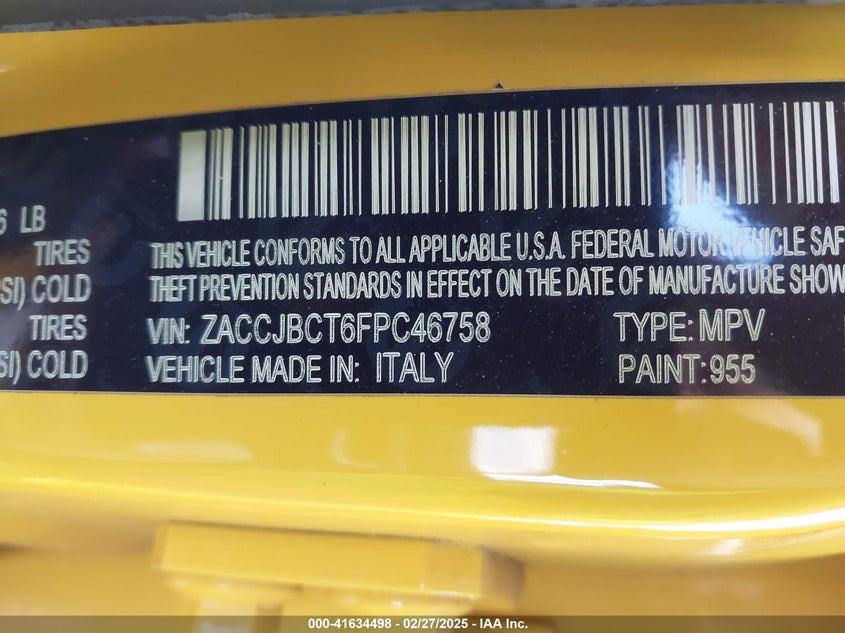 6 LB
TIRES
SI) COLD
TIRES
SI) COLD
THIS VEHICLE CONFORMS TO ALL APPLICABLE U.S.A. FEDERAL MOTOR VEHICLE SAF
THEFT PREVENTION STANDARDS IN EFFECT ON THE DATE OF MANUFACTURE SHOW
VIN: ZACCJBCT6FPC46758 TYPE: MPV
VEHICLE MADE IN: ITALY PAINT: 955
000-41634498 - 02/27/2025 - IAA Inc.